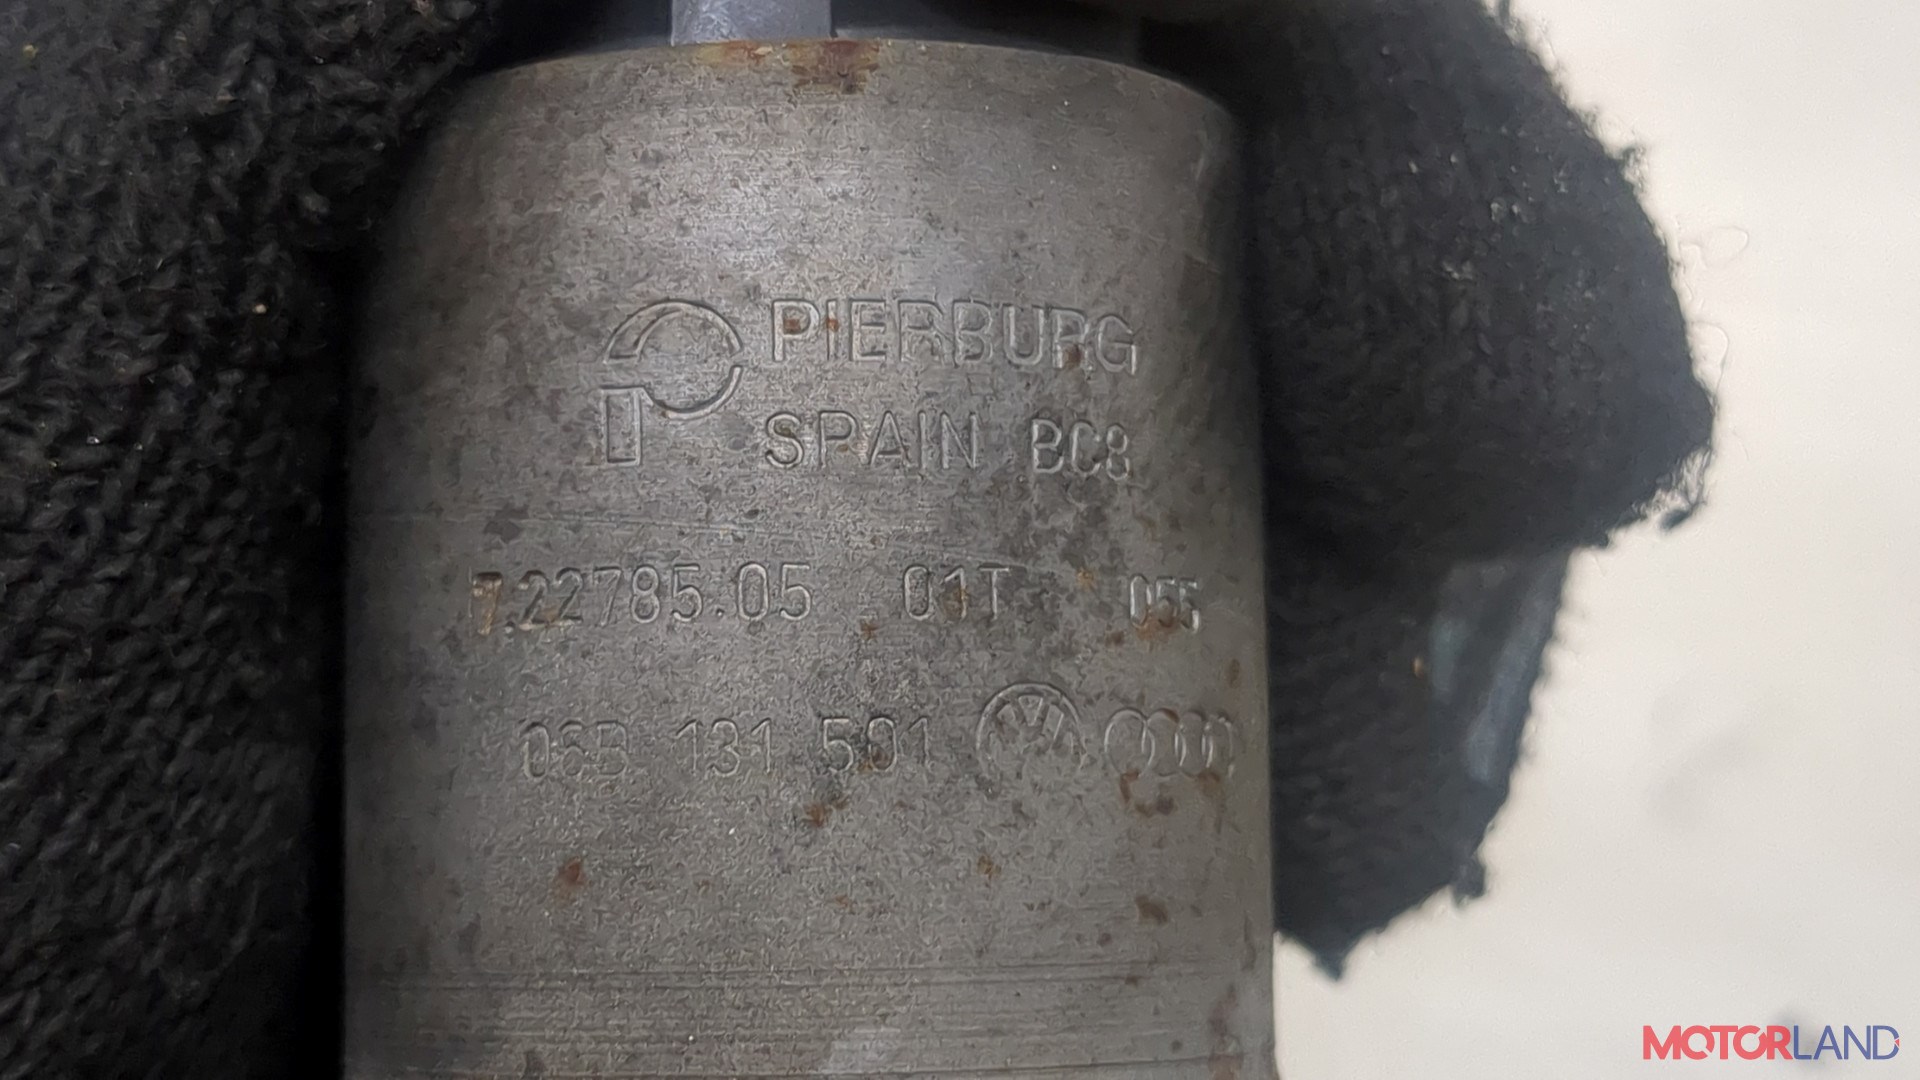 PIERBURG
SPAIN BC8
7.22785.05 01T 055
06B 131 501
MOTORLAND